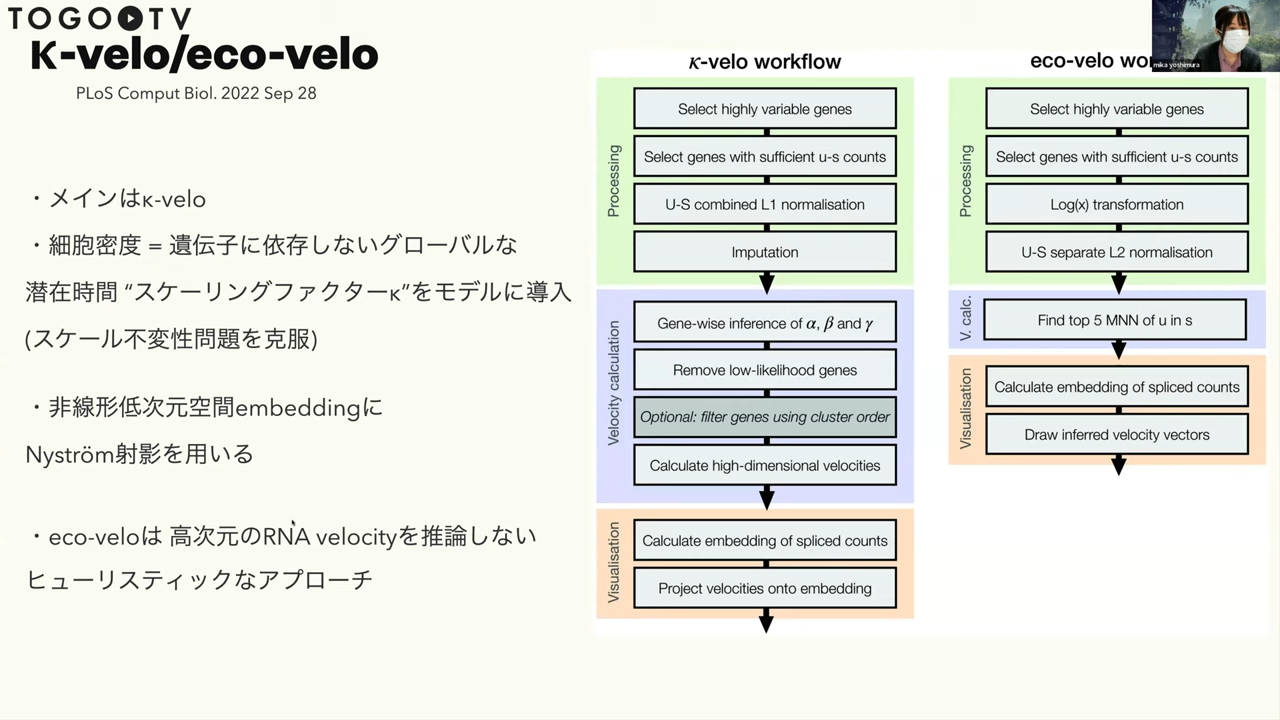 TOGO TV
κ-velo/eco-velo
PLoS Comput Biol. 2022 Sep 28
・メインはκ-velo
・細胞密度 = 遺伝子に依存しないグローバルな
潜在時間 “スケーリングファクターκ”をモデルに導入
(スケール不変性問題を克服)
・非線形低次元空間embeddingに
Nyström射影を用いる
・eco-veloは 高次元のRNA velocityを推論しない
ヒューリスティックなアプローチ
κ-velo workflow
Processing
Select highly variable genes
Select genes with sufficient u-s counts
U-S combined L1 normalisation
Imputation
Velocity calculation
Gene-wise inference of α, β and γ
Remove low-likelihood genes
Optional: filter genes using cluster order
Calculate high-dimensional velocities
Visualisation
Calculate embedding of spliced counts
Project velocities onto embedding
eco-velo wo
Processing
Select highly variable genes
Select genes with sufficient u-s counts
Log(x) transformation
U-S separate L2 normalisation
V. calc.
Find top 5 MNN of u in s
Visualisation
Calculate embedding of spliced counts
Draw inferred velocity vectors
mika yoshimura